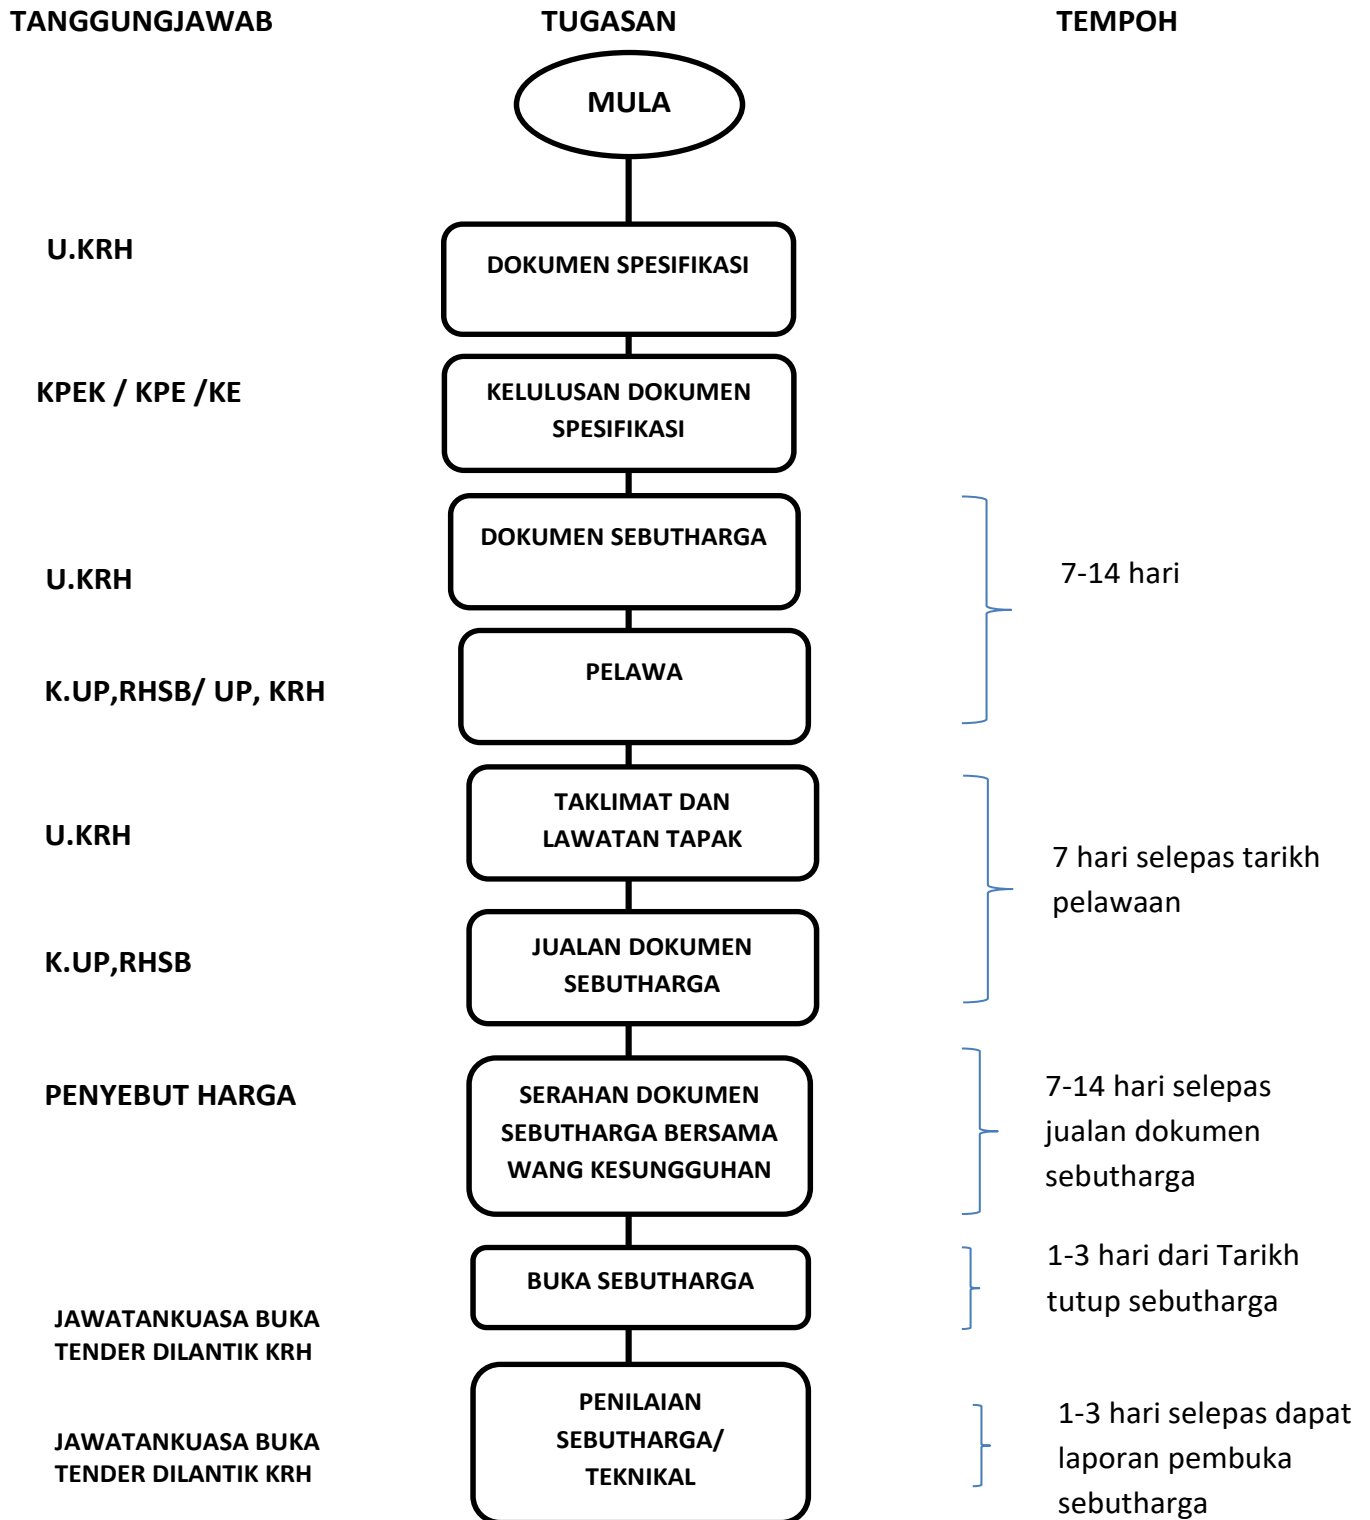 TANGGUNGJAWAB TUGASAN TEMPOH
MULA
U.KRH
DOKUMEN SPESIFIKASI
KPEK / KPE /KE
KELULUSAN DOKUMEN
SPESIFIKASI
DOKUMEN SEBUTHARGA
U.KRH
7-14 hari
PELAWA
K.UP,RHSB/ UP, KRH
TAKLIMAT DAN
LAWATAN TAPAK
U.KRH
7 hari selepas tarikh
pelawaan
JUALAN DOKUMEN
SEBUTHARGA
K.UP,RHSB
PENYEBUT HARGA
SERAHAN DOKUMEN
SEBUTHARGA BERSAMA
WANG KESUNGGUHAN
7-14 hari selepas
jualan dokumen
sebutharga
BUKA SEBUTHARGA
1-3 hari dari Tarikh
tutup sebutharga
JAWATANKUASA BUKA
TENDER DILANTIK KRH
PENILAIAN
SEBUTHARGA/
TEKNIKAL
JAWATANKUASA BUKA
TENDER DILANTIK KRH
1-3 hari selepas dapat
laporan pembuka
sebutharga